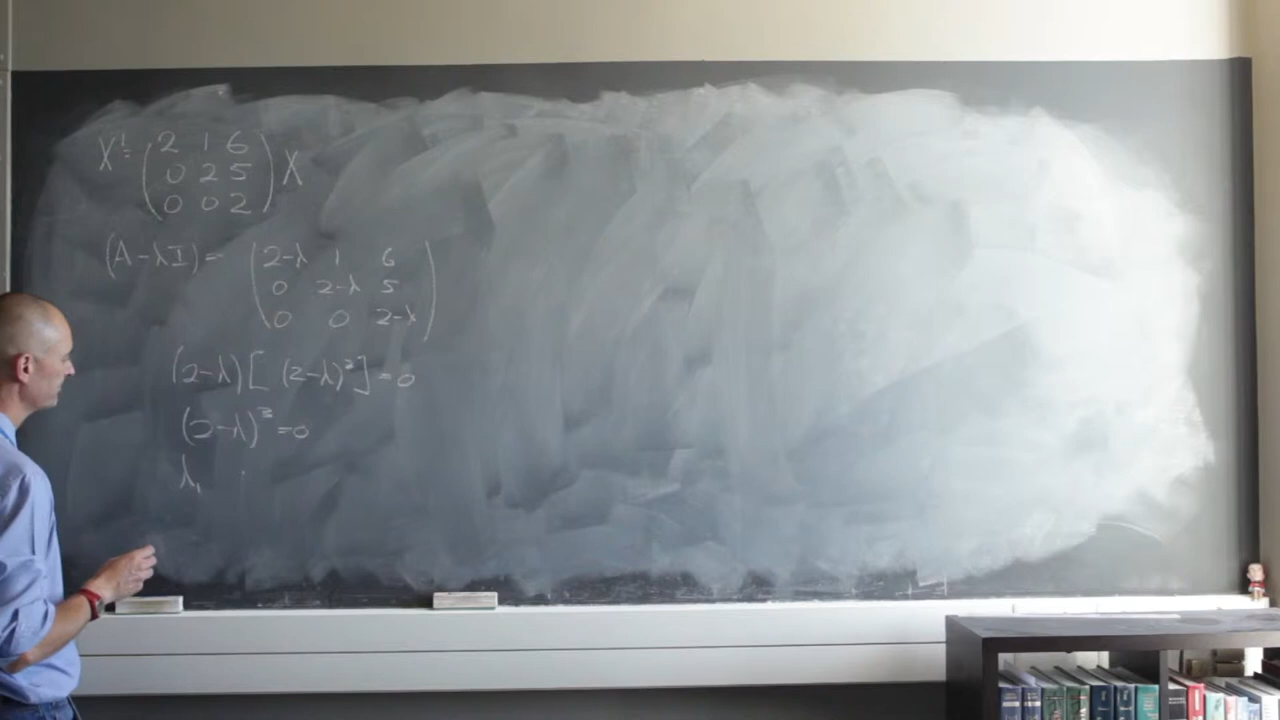 X' = (2 1 6
0 2 5
0 0 2) X
(A-λI) = (2-λ 1 6
0 2-λ 5
0 0 2-λ)
(2-λ)[ (2-λ)²] = 0
(2-λ)³ = 0
λ₁